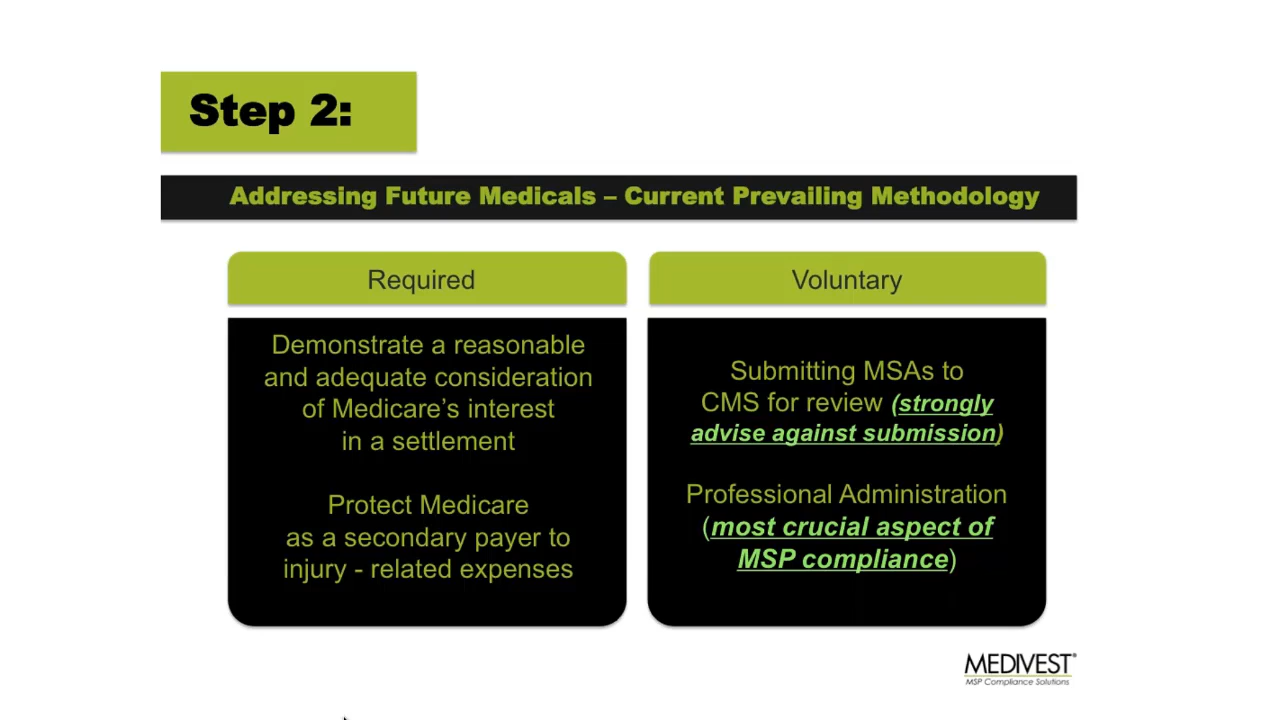 Step 2:
Addressing Future Medicals – Current Prevailing Methodology
Required
Demonstrate a reasonable
and adequate consideration
of Medicare’s interest
in a settlement
Protect Medicare
as a secondary payer to
injury - related expenses
Voluntary
Submitting MSAs to
CMS for review (strongly
advise against submission)
Professional Administration
(most crucial aspect of
MSP compliance)
MEDIVEST®
MSP Compliance Solutions